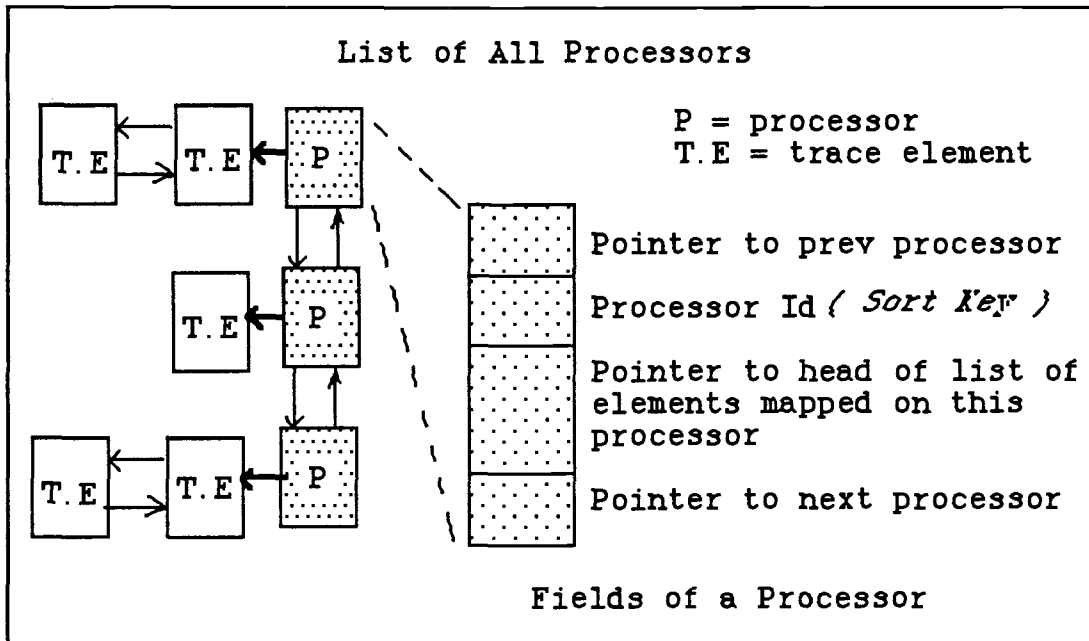 List of All Processors
P = processor
T.E = trace element
T.E
T.E
P
T.E
P
T.E
T.E
P
Pointer to prev processor
Processor Id ( Sort Key )
Pointer to head of list of
elements mapped on this
processor
Pointer to next processor
Fields of a Processor